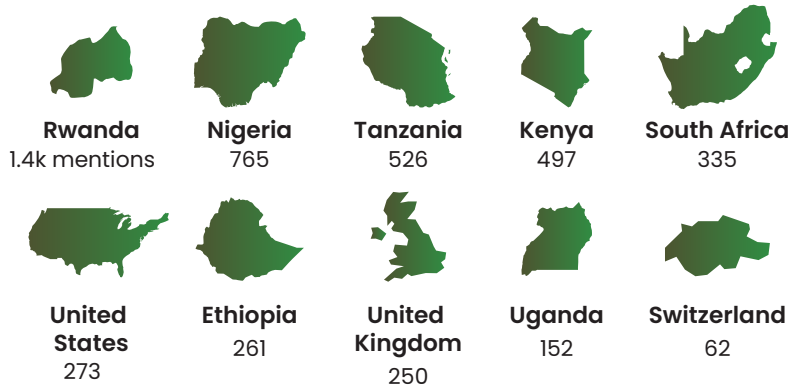 Rwanda
1.4k mentions
Nigeria
765
Tanzania
526
Kenya
497
South Africa
335
United
States
273
Ethiopia
261
United
Kingdom
250
Uganda
152
Switzerland
62